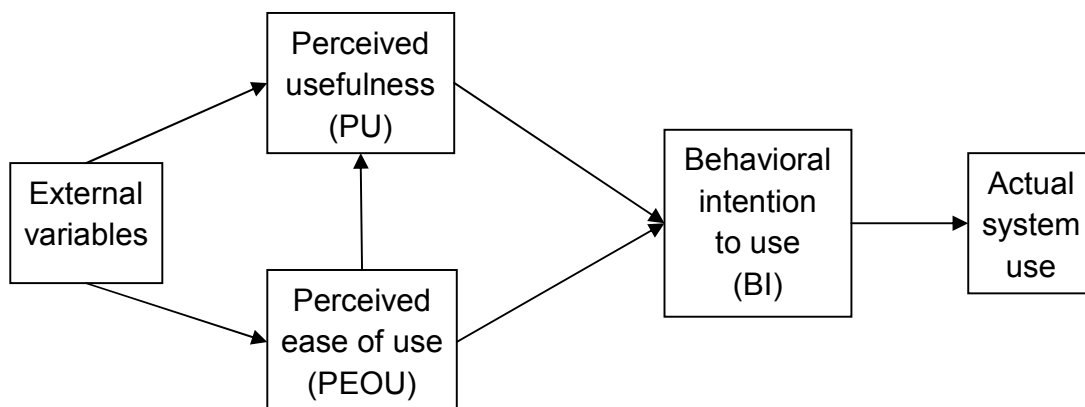 External
variables
Perceived
usefulness
(PU)
Perceived
ease of use
(PEOU)
Behavioral
intention
to use
(BI)
Actual
system
use